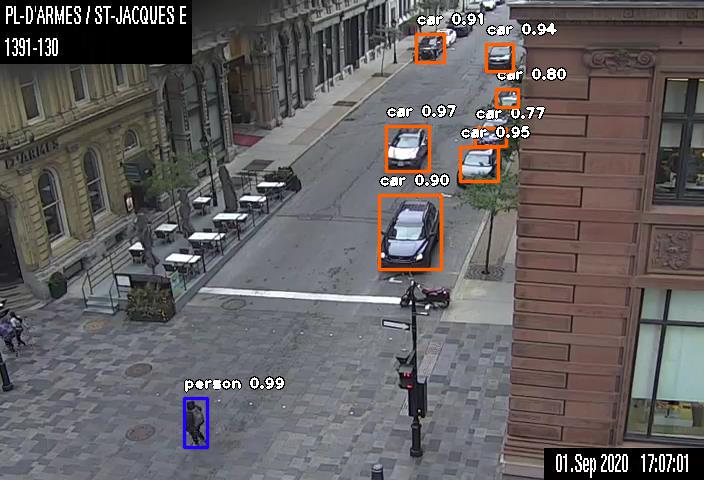 PL-D'ARMES / ST-JACQUES E
1391-130
car 0.91
car 0.94
car 0.80
car 0.97
car 0.77
car 0.95
car 0.90
D'ARMES
person 0.99
01.Sep 2020 17:07:01